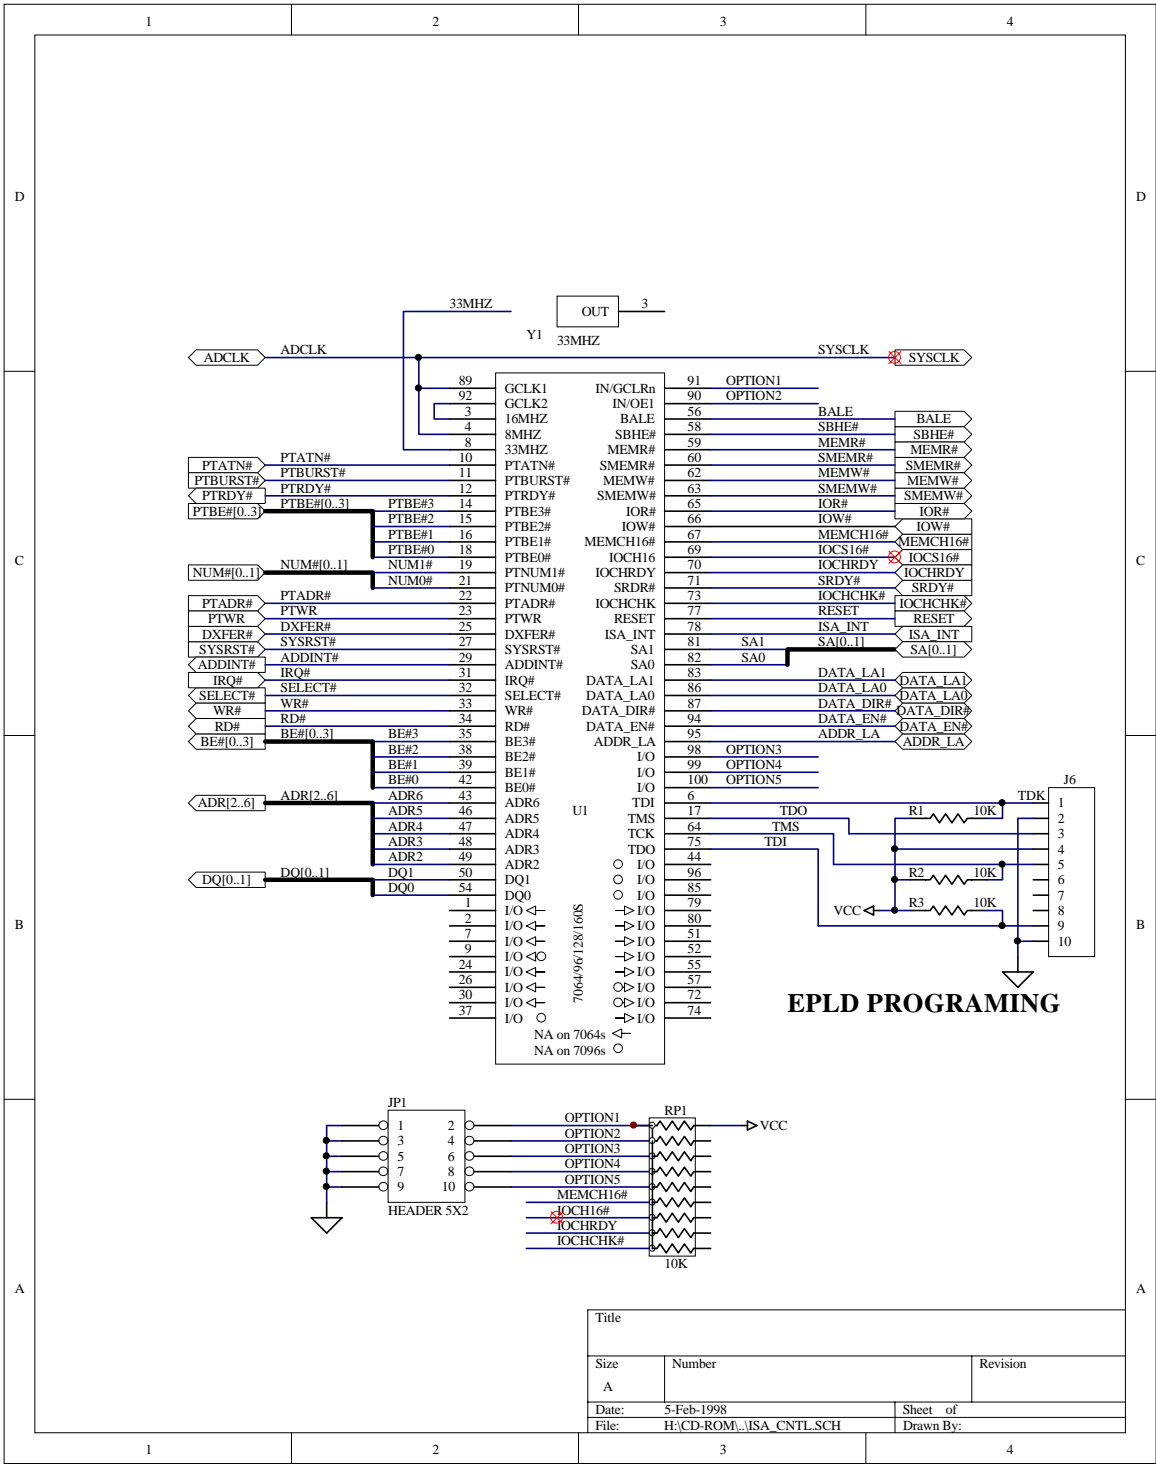 1 2 3 4
D D
33MHZ OUT 3
Y1 33MHZ
ADCLK ADCLK SYSCLK SYSCLK
89 GCLK1 IN/GCLRn 91 OPTION1
92 GCLK2 IN/OE1 90 OPTION2
3 16MHZ BALE 56 BALE BALE
4 8MHZ SBHE# 58 SBHE# SBHE#
8 33MHZ MEMR# 59 MEMR# MEMR#
PTATN# PTATN# 10 PTATN# SMEMR# 60 SMEMR# SMEMR#
PTBURST# PTBURST# 11 PTBURST# MEMW# 62 MEMW# MEMW#
PTRDY# PTRDY# 12 PTRDY# SMEMW# 63 SMEMW# SMEMW#
PTBE#[0..3] PTBE#[0..3] PTBE#3 14 PTBE3# IOR# 65 IOR# IOR#
PTBE#2 15 PTBE2# IOW# 66 IOW# IOW#
PTBE#1 16 PTBE1# MEMCH16# 67 MEMCH16# MEMCH16#
C PTBE#0 18 PTBE0# IOCH16 69 IOCS16# IOCS16# C
NUM#[0..1] NUM#[0..1] NUM1# 19 PTNUM1# IOCHRDY 70 IOCHRDY IOCHRDY
NUM0# 21 PTNUM0# SRDR# 71 SRDY# SRDY#
PTADR# PTADR# 22 PTADR# IOCHCHK 73 IOCHCHK# IOCHCHK#
PTWR PTWR 23 PTWR RESET 77 RESET RESET
DXFER# DXFER# 25 DXFER# ISA_INT 78 ISA_INT ISA_INT
SYSRST# SYSRST# 27 SYSRST# SA1 81 SA1 SA[0..1] SA[0..1]
ADDINT# ADDINT# 29 ADDINT# SA0 82 SA0
IRQ# IRQ# 31 IRQ# DATA_LA1 83 DATA_LA1 DATA_LA1
SELECT# SELECT# 32 SELECT# DATA_LA0 86 DATA_LA0 DATA_LA0
WR# WR# 33 WR# DATA_DIR# 87 DATA_DIR# DATA_DIR#
RD# RD# 34 RD# DATA_EN# 94 DATA_EN# DATA_EN#
BE#[0..3] BE#[0..3] BE#3 35 BE3# ADDR_LA 95 ADDR_LA ADDR_LA
BE#2 38 BE2# I/O 98 OPTION3
BE#1 39 BE1# I/O 99 OPTION4
BE#0 42 BE0# I/O 100 OPTION5 J6
ADR[2..6] ADR[2..6] ADR6 43 ADR6 TDI 6 TDK 1
ADR5 46 ADR5 U1 TMS 17 TDO R1 10K 2
ADR4 47 ADR4 TCK 64 TMS 3
ADR3 48 ADR3 TDO 75 TDI 4
ADR2 49 ADR2 I/O 44 5
DQ[0..1] DQ[0..1] DQ1 50 DQ1 I/O 96 R2 10K 6
DQ0 54 DQ0 I/O 85 7
1 I/O I/O 79 VCC R3 10K 8
B 2 I/O I/O 80 9 B
7 I/O I/O 51 10
9 I/O I/O 52
24 I/O I/O 55
26 I/O I/O 57
30 I/O I/O 72
37 I/O I/O 74
7064/96/128/160S
EPLD PROGRAMING
NA on 7064s
NA on 7096s
JP1 RP1
1 2 OPTION1 VCC
3 4 OPTION2
5 6 OPTION3
7 8 OPTION4
9 10 OPTION5
HEADER 5X2 MEMCH16#
IOCH16#
IOCHRDY
IOCHCHK#
10K
A A
Title
Size Number Revision
A
Date: 5-Feb-1998 Sheet of
File: H:\CD-ROM\..\ISA_CNTL.SCH Drawn By:
1 2 3 4